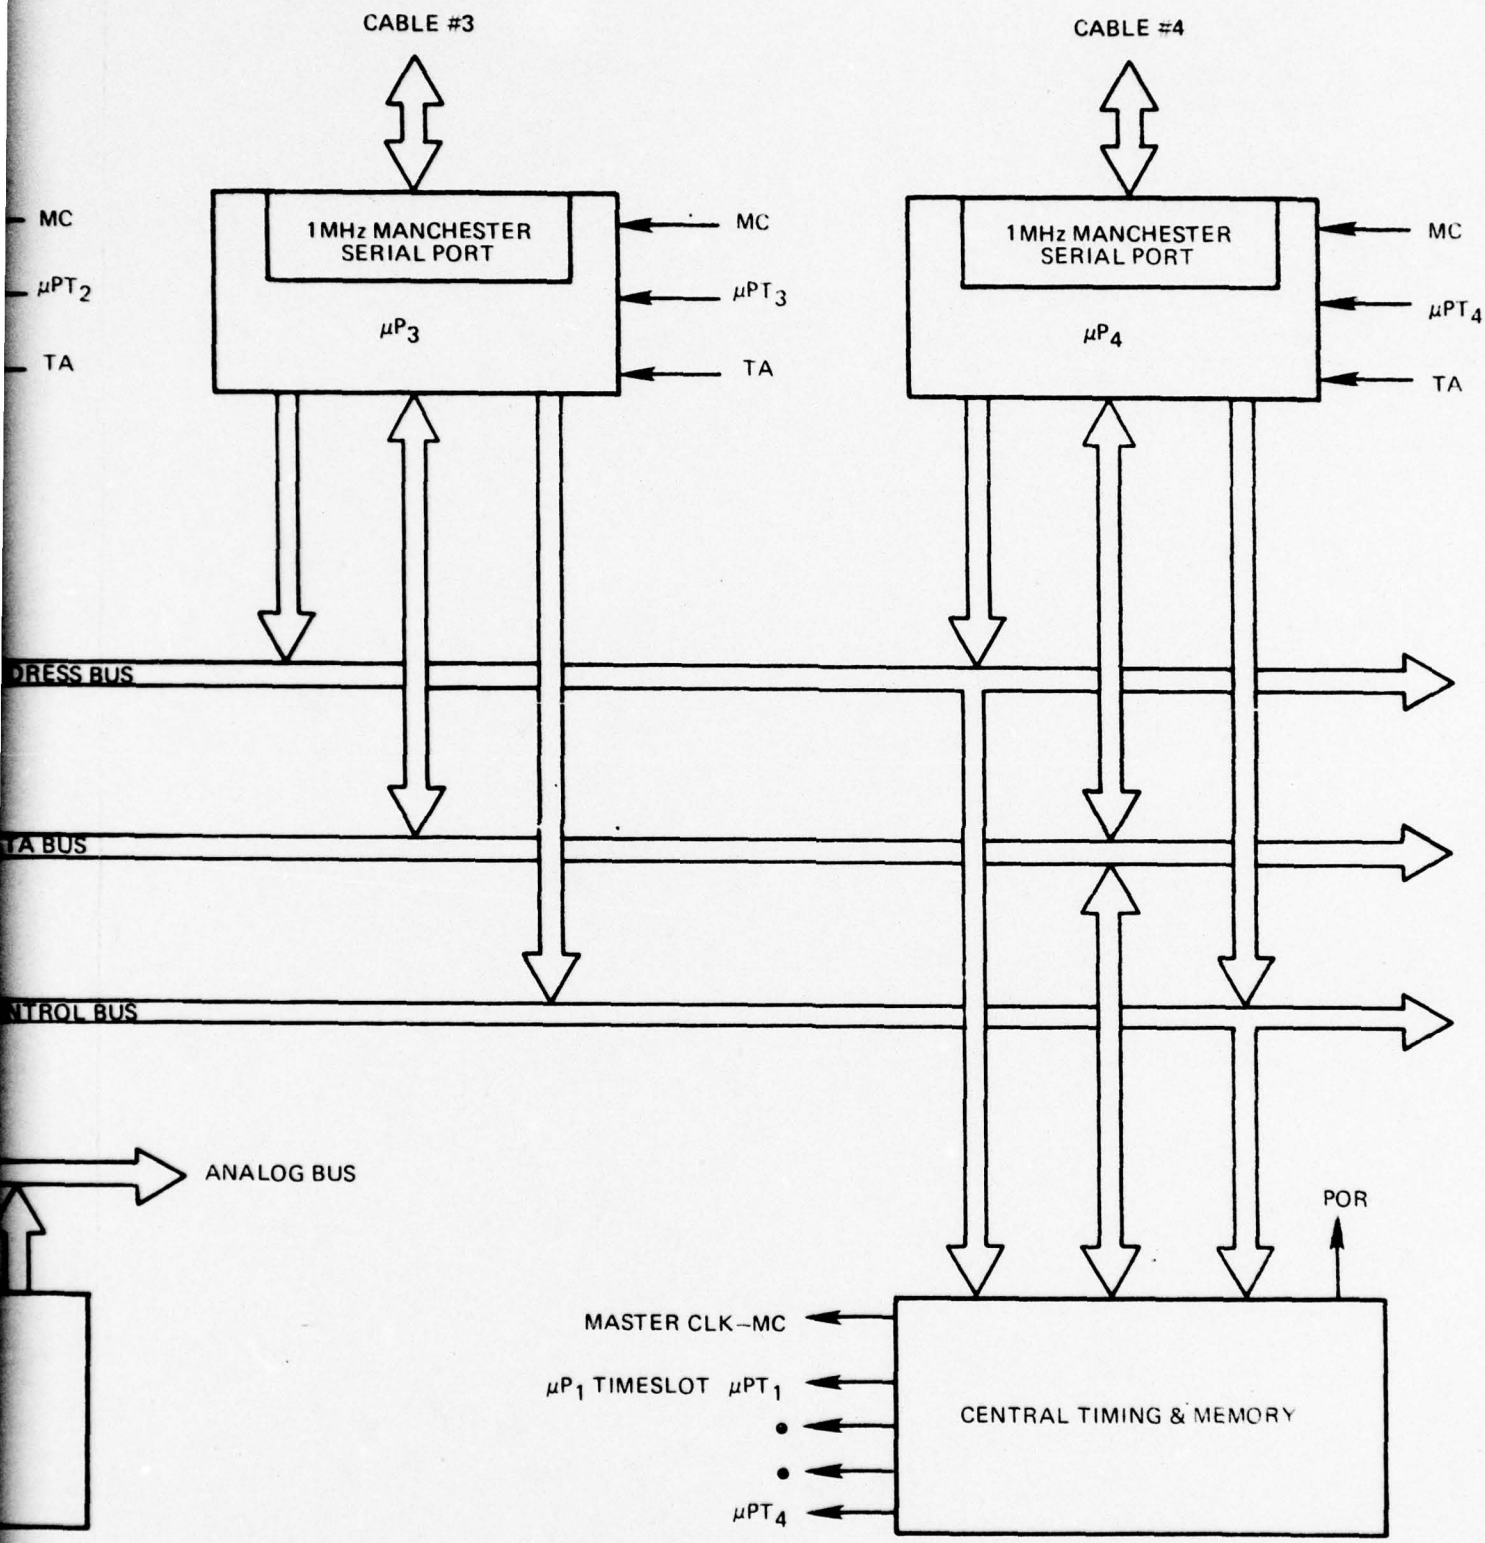 CABLE #3
CABLE #4
MC
μPT2
TA
1MHz MANCHESTER
SERIAL PORT
μP3
MC
μPT3
TA
1MHz MANCHESTER
SERIAL PORT
μP4
MC
μPT4
TA
DRESS BUS
TA BUS
NTROL BUS
ANALOG BUS
POR
MASTER CLK–MC
μP1 TIMESLOT μPT1
μPT4
CENTRAL TIMING & MEMORY